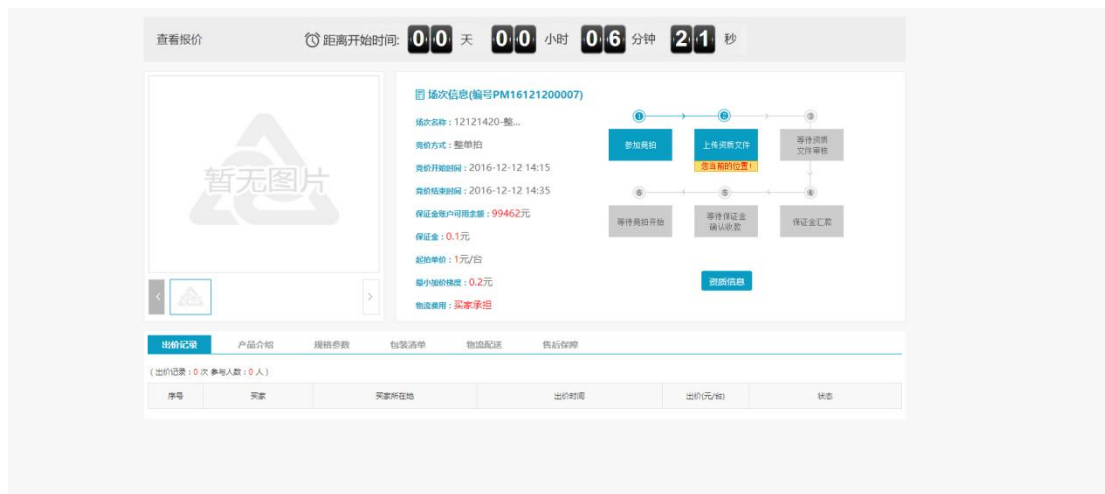 查看报价
距离开始时间: 00 天 00 小时 06 分钟 21 秒
暂无图片
场次信息(编号PM16121200007)
场次名称：12121420-整...
竞价方式：整单拍
竞价开始时间：2016-12-12 14:15
竞价结束时间：2016-12-12 14:35
保证金账户可用余额：99462元
保证金：0.1元
起拍单价：1元/台
最小加价梯度：0.2元
物流费用：买家承担
① ② ③
参加竞拍
上传资质文件
您当前的位置！
等待资质
文件审核
⑥ ⑤ ④
等待竞拍开始
等待保证金
确认收款
保证金汇款
资质信息
出价记录 产品介绍 规格参数 包装清单 物流配送 售后保障
( 出价记录：0 次 参与人数：0 人 )
序号 买家 买家所在地 出价时间 出价(元/台) 状态